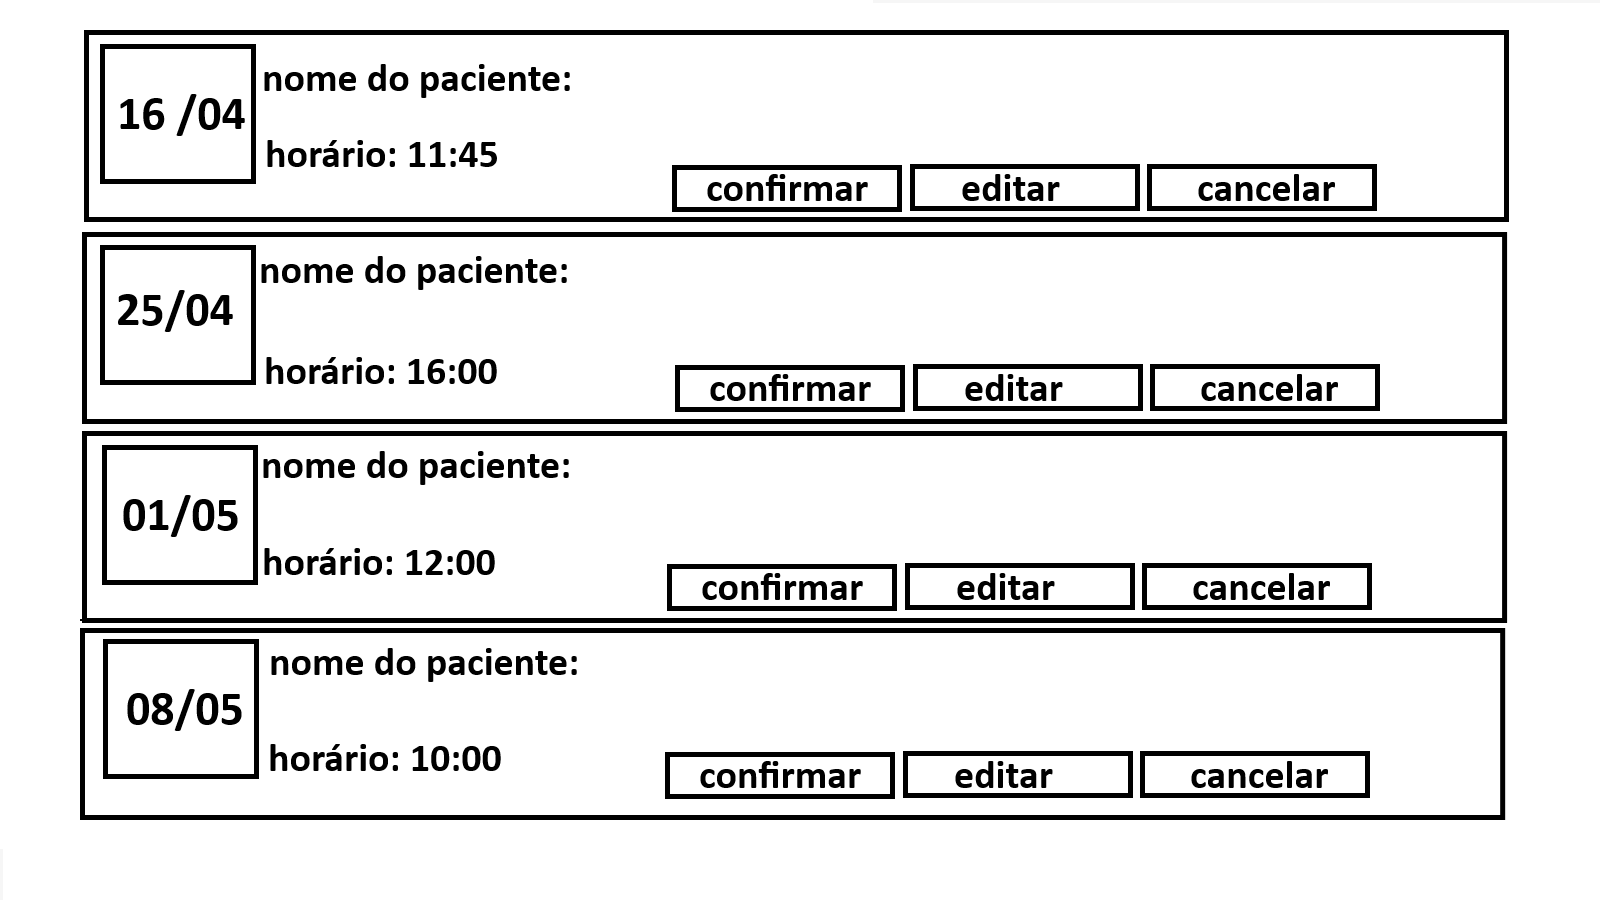 16 /04
nome do paciente:
horário: 11:45
confirmar editar cancelar
25/04
nome do paciente:
horário: 16:00
confirmar editar cancelar
01/05
nome do paciente:
horário: 12:00
confirmar editar cancelar
08/05
nome do paciente:
horário: 10:00
confirmar editar cancelar